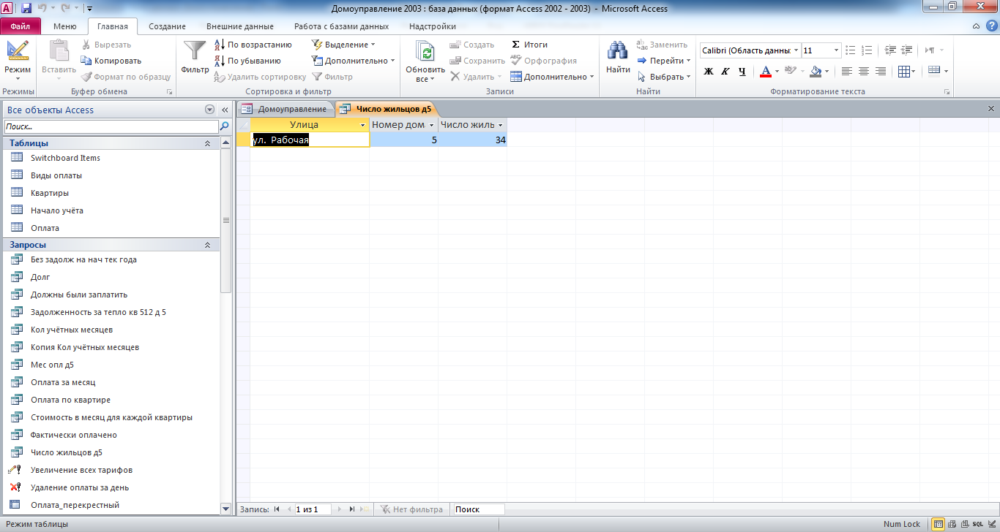 Домоуправление 2003 : база данных (формат Access 2002 - 2003) - Microsoft Access
Файл Меню Главная Создание Внешние данные Работа с базами данных Надстройки
Режим
Режимы
Вставить
Вырезать
Копировать
Формат по образцу
Буфер обмена
Фильтр
По возрастанию
По убыванию
Удалить сортировку
Выделение
Дополнительно
Фильтр
Сортировка и фильтр
Обновить
все
Создать
Сохранить
Удалить
Итоги
Орфография
Дополнительно
Записи
Найти
Заменить
Перейти
Выбрать
Найти
Calibri (Область данны 11
Ж К Ч
Форматирование текста
Все объекты Access
Поиск...
Таблицы
Switchboard Items
Виды оплаты
Квартиры
Начало учёта
Оплата
Запросы
Без задолж на нач тек года
Долг
Должны были заплатить
Задолженность за тепло кв 512 д 5
Кол учётных месяцев
Копия Кол учётных месяцев
Мес опл д5
Оплата за месяц
Оплата по квартире
Стоимость в месяц для каждой квартиры
Фактически оплачено
Число жильцов д5
Увеличение всех тарифов
Удаление оплаты за день
Оплата_перекрестный
Домоуправление Число жильцов д5
Улица Номер дом Число жиль
ул. Рабочая 5 34
Запись: 1 из 1 Нет фильтра Поиск
Режим таблицы Num Lock SQL